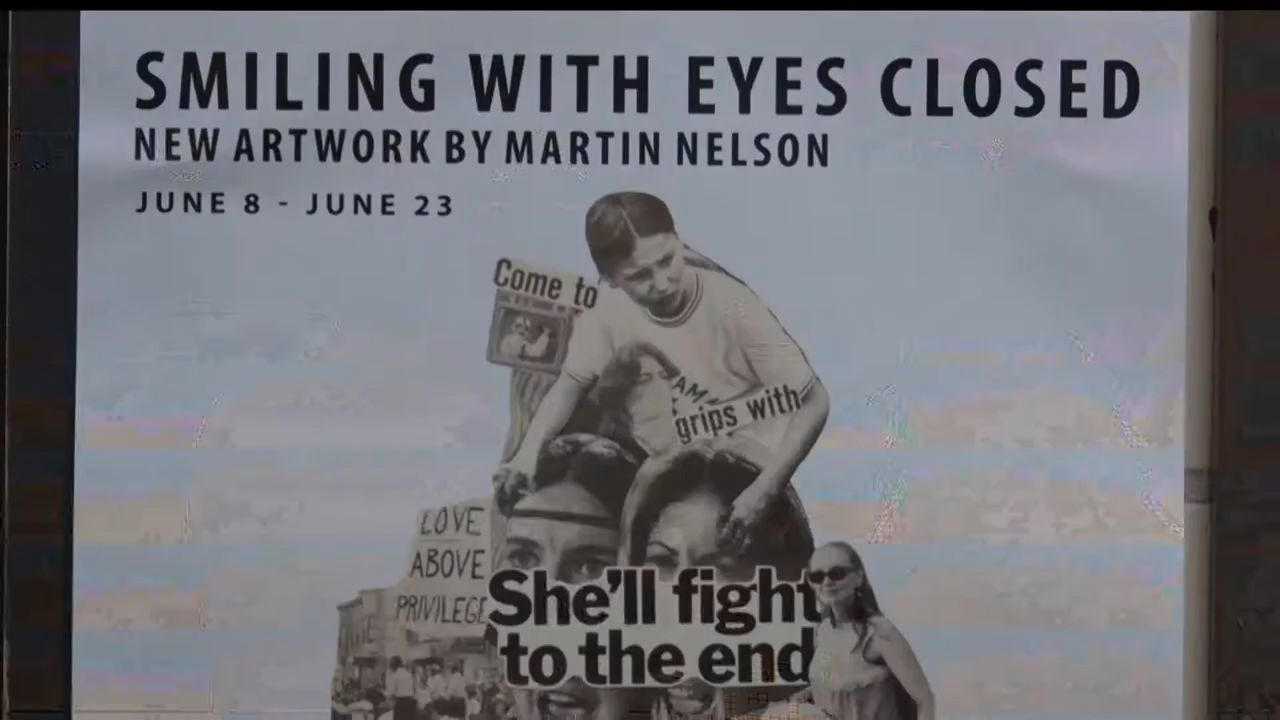 SMILING WITH EYES CLOSED
NEW ARTWORK BY MARTIN NELSON
JUNE 8 - JUNE 23
Come to
AM
grips with
LOVE
ABOVE
PRIVILEGE
She'll fight
to the end